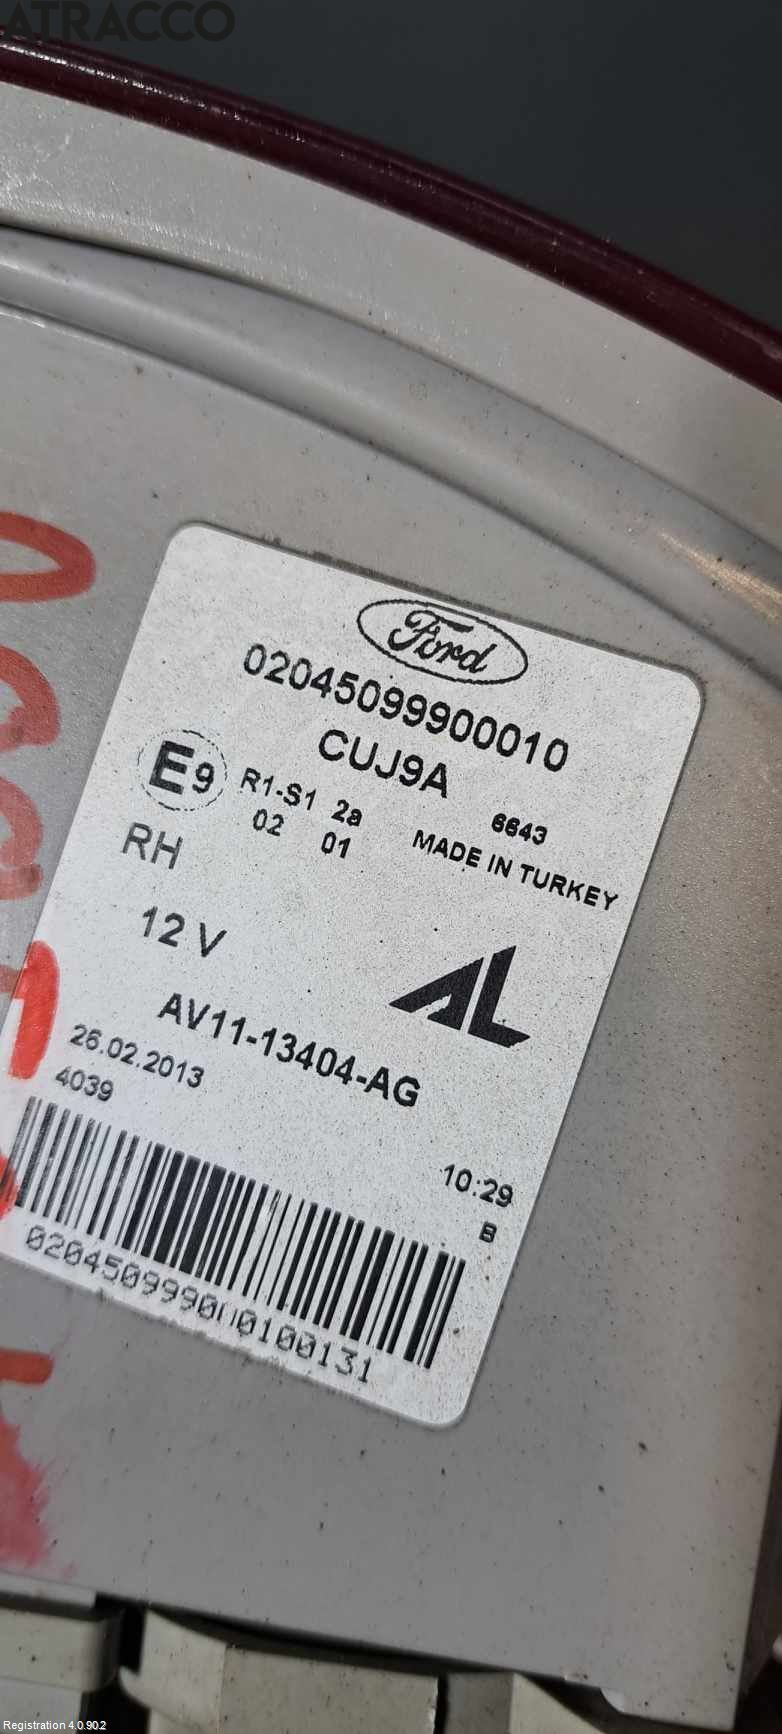 ATRACCO
Ford
02045099900010
CUJ9A
E9
R1-S1 2a
02 01
6643
MADE IN TURKEY
RH
12 V
AL
AV11-13404-AG
26.02.2013
4039
10:29
B
02045099900010100131
Registration 4.0.90.2